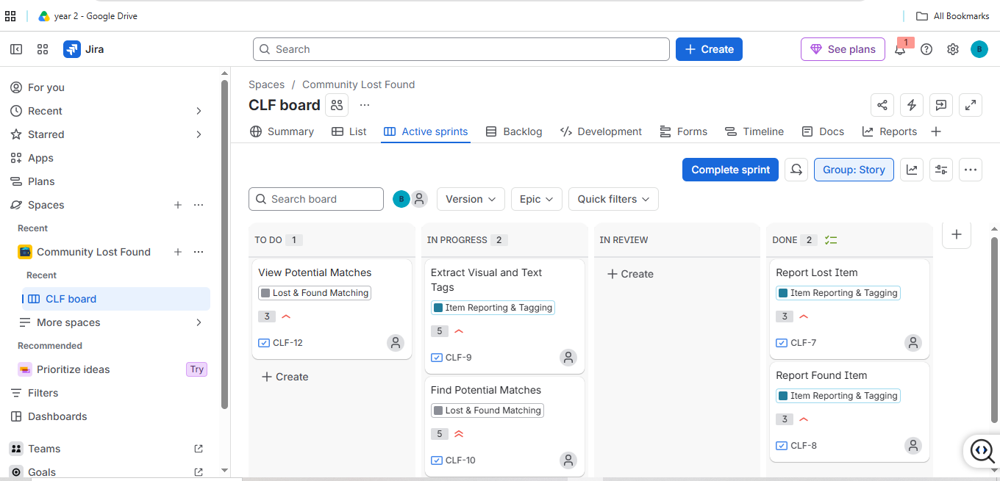 year 2 - Google Drive
All Bookmarks
Jira
Search
Create
See plans
1
B
For you
Recent
Starred
Apps
Plans
Spaces
Recent
Community Lost Found
Recent
CLF board
More spaces
Recommended
Prioritize ideas
Try
Filters
Dashboards
Teams
Goals
Spaces / Community Lost Found
CLF board
Summary
List
Active sprints
Backlog
Development
Forms
Timeline
Docs
Reports
Complete sprint
Group: Story
Search board
B
Version
Epic
Quick filters
TO DO 1
View Potential Matches
Lost & Found Matching
3
CLF-12
Create
IN PROGRESS 2
Extract Visual and Text
Tags
Item Reporting & Tagging
5
CLF-9
Find Potential Matches
Lost & Found Matching
5
CLF-10
IN REVIEW
Create
DONE 2
Report Lost Item
Item Reporting & Tagging
3
CLF-7
Report Found Item
Item Reporting & Tagging
3
CLF-8